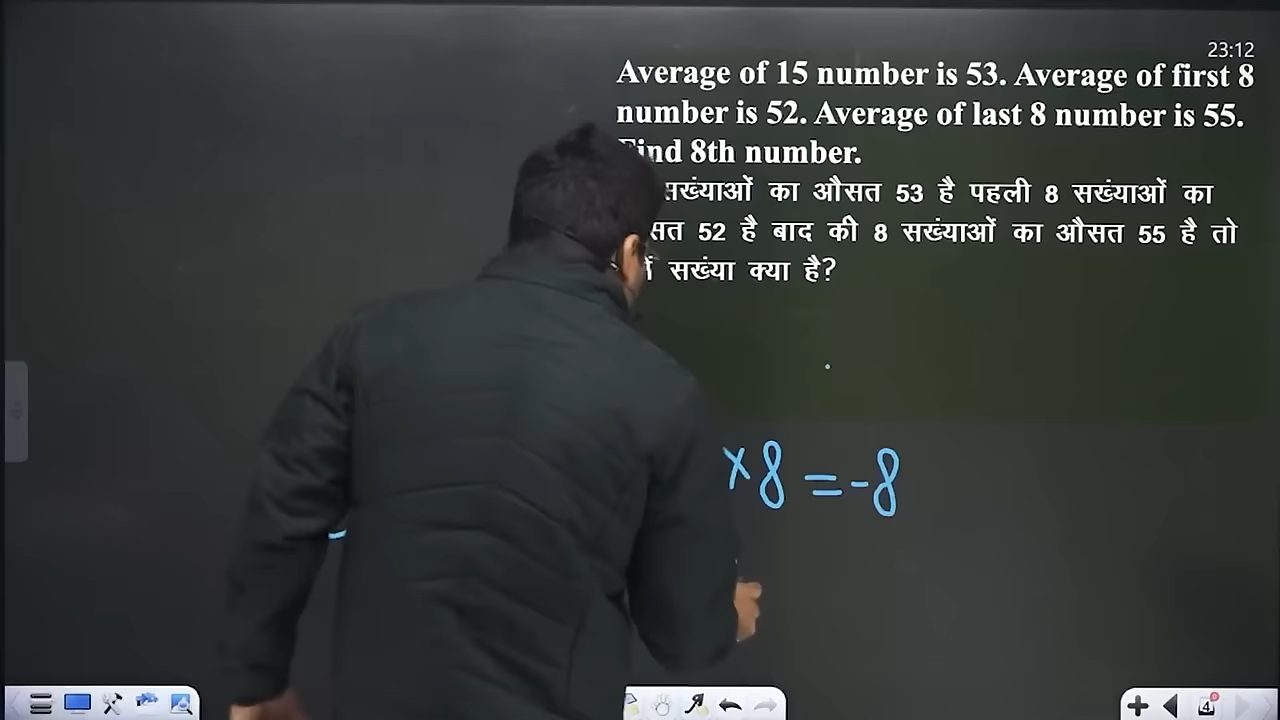 23:12
Average of 15 number is 53. Average of first 8
number is 52. Average of last 8 number is 55.
Find 8th number.
सख्ंयाओं का औसत 53 है पहली 8 सख्ंयाओं का
52 है बाद की 8 सख्ंयाओं का औसत 55 है तो
सख्ंया क्या है?
×8 = -8
4